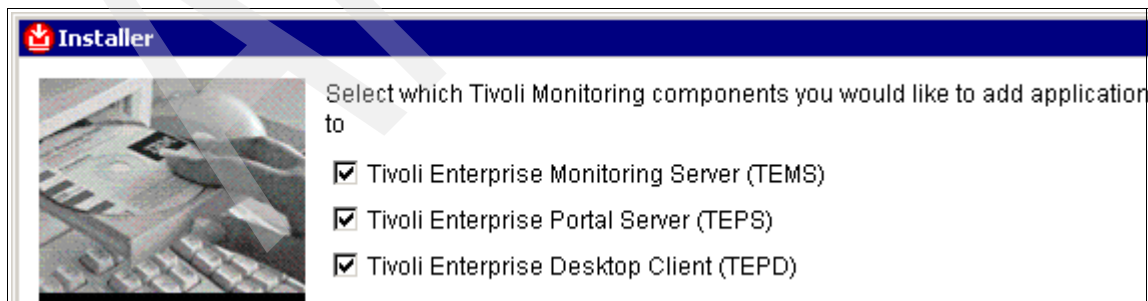 Installer
Select which Tivoli Monitoring components you would like to add application
to
Tivoli Enterprise Monitoring Server (TEMS)
Tivoli Enterprise Portal Server (TEPS)
Tivoli Enterprise Desktop Client (TEPD)